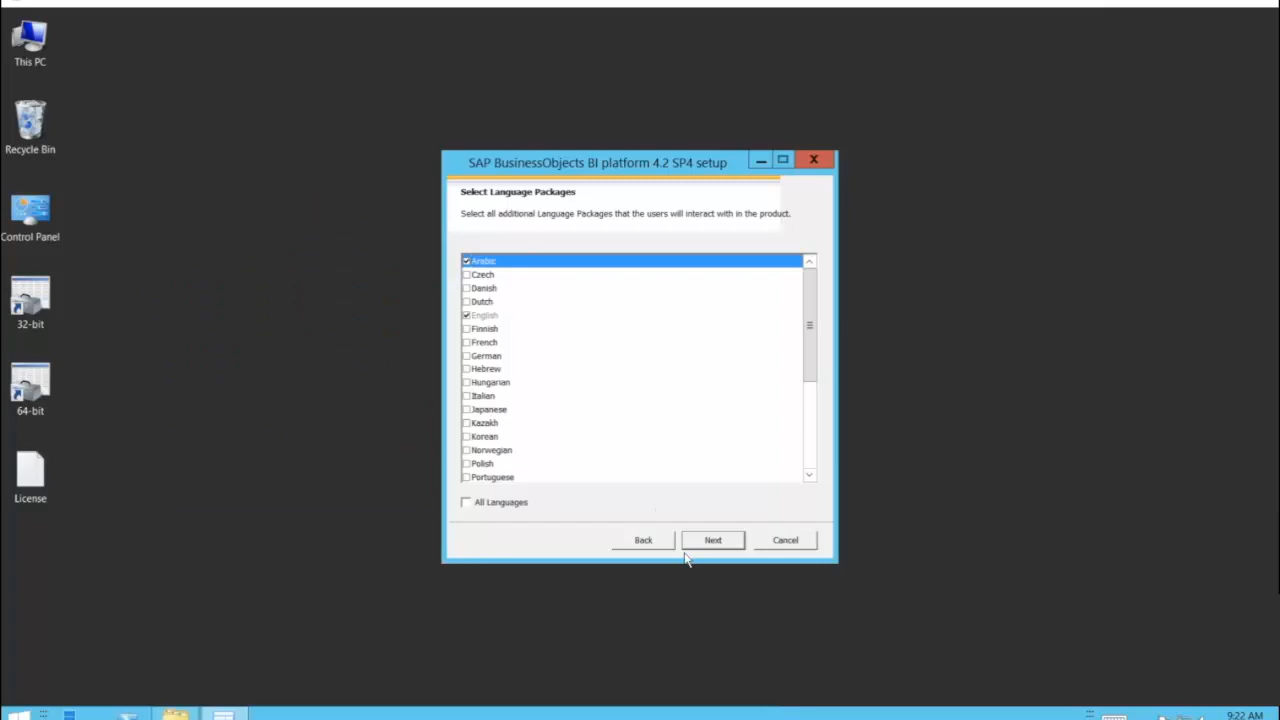 This PC
Recycle Bin
Control Panel
32-bit
64-bit
License
SAP BusinessObjects BI platform 4.2 SP4 setup
X
Select Language Packages
Select all additional Language Packages that the users will interact with in the product.
Arabic
Czech
Danish
Dutch
English
Finnish
French
German
Hebrew
Hungarian
Italian
Japanese
Kazakh
Korean
Norwegian
Polish
Portuguese
All Languages
Back
Next
Cancel
9:22 AM